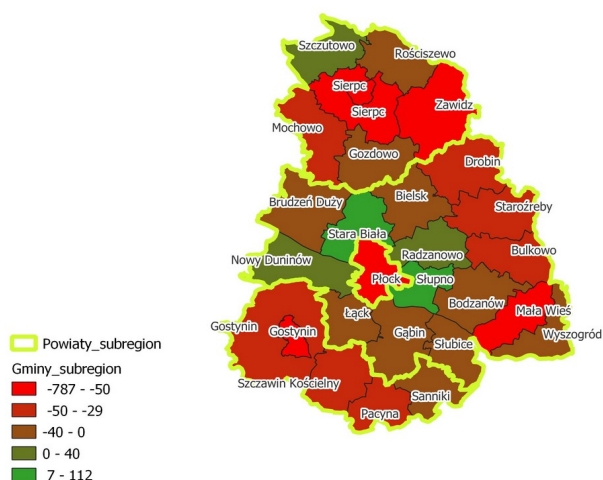 Szczutowo
Rościszewo
Sierpc
Zawidz
Sierpc
Mochowo
Gozdowo
Drobin
Bielsk
Brudzeń Duży
Staroźreby
Stara Biała
Bulkowo
Radzanowo
Nowy Duninów
Płock
Słupno
Bodzanów
Mała Wieś
Łąck
Gostynin
Gostynin
Gąbin
Słubice
Wyszogród
Szczawin Kościelny
Sanniki
Pacyna
Powiaty_subregion
Gminy_subregion
-787 - -50
-50 - -29
-40 - 0
0 - 40
7 - 112